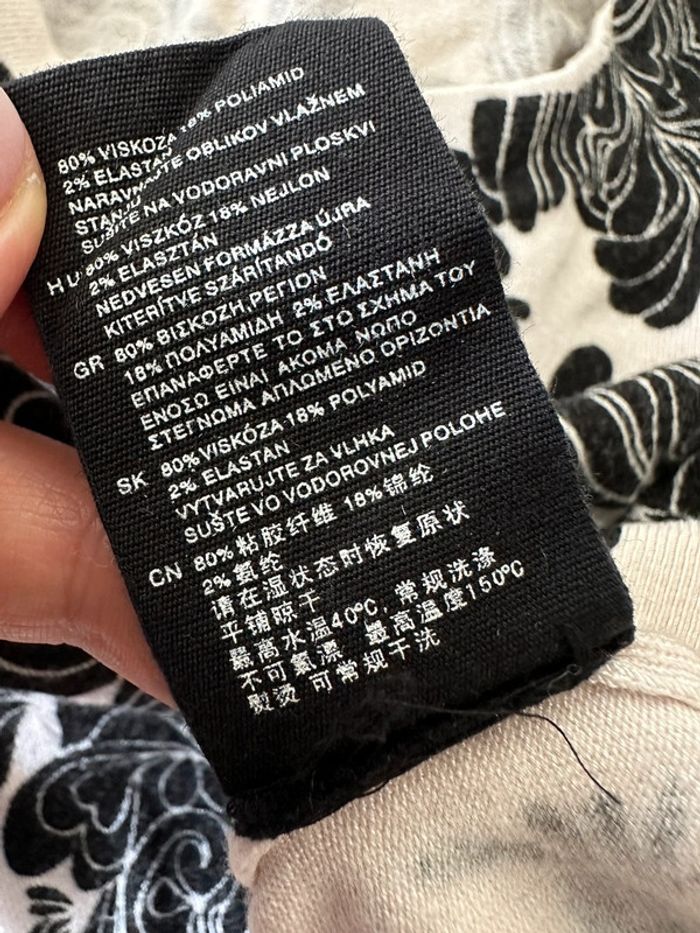 80% VISKOZA 18% POLIAMID
2% ELASTAN
OBLIKOV VLAŽNEM
STANJU
SUŠITE NA VODORAVNI PLOSKVI
HU 80% VISZKÓZ 18% NEJLON
2% ELASZTÁN
NEDVESEN FORMÁZZA ÚJRA
KITERÍTVE SZÁRÍTANDÓ
GR 80% ΒΙΣΚΟΖΗ, ΡΕΓΙΟΝ
18% ΠΟΛΥΑΜΙΔΗ 2% ΕΛΑΣΤΑΝΗ
ΕΠΑΝΑΦΕΡΤΕ ΤΟ ΣΤΟ ΣΧΗΜΑ ΤΟΥ
ΕΝΟΣΩ ΕΙΝΑΙ ΑΚΟΜΑ ΝΩΠΟ
ΣΤΕΓΝΩΜΑ ΑΠΛΩΜΕΝΟ ΟΡΙΖΟΝΤΙΑ
SK 80% VISKÓZA 18% POLYAMID
2% ELASTAN
VYTVARUJTE ZA VLHKA
SUŠTE VO VODOROVNEJ POLOHE
CN 80% 粘胶纤维 18% 锦纶
2% 氨纶
请在湿状态时恢复原状
平铺晾干
最高水温40°C, 常规洗涤
不可氯漂 最高温度150°C
製烫 可常规干洗